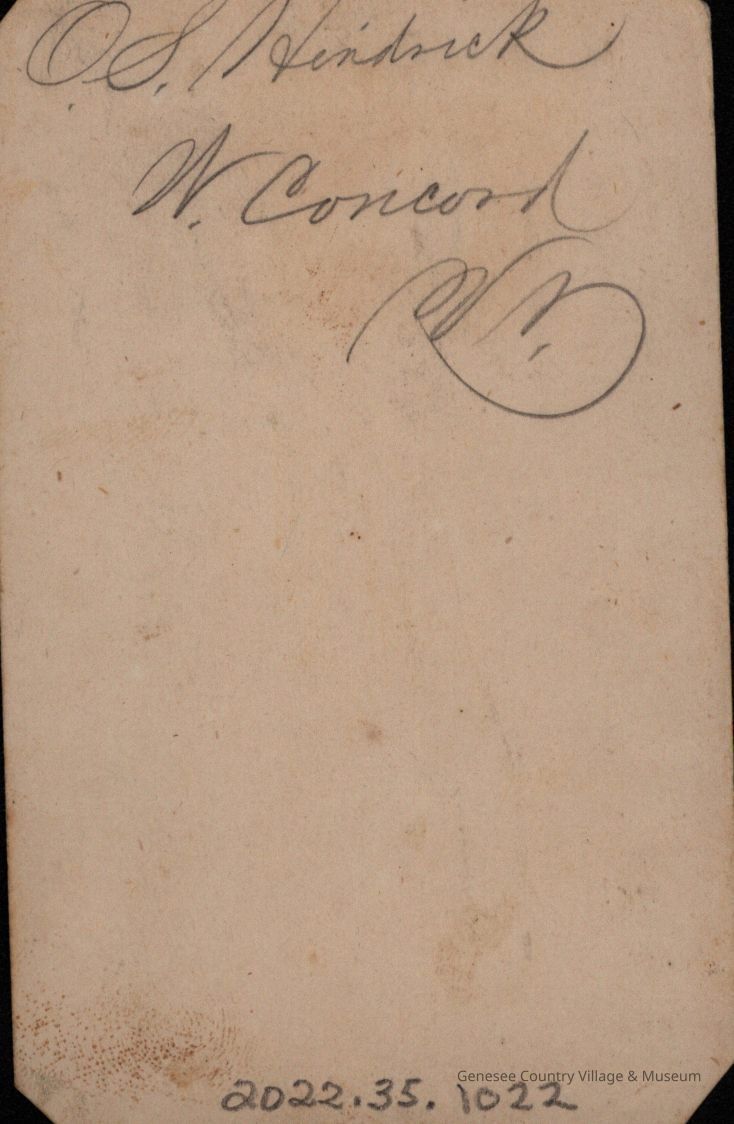 O. S. Hendrick
W. Concord
Vt.
Genesee Country Village & Museum
2022.35.1022